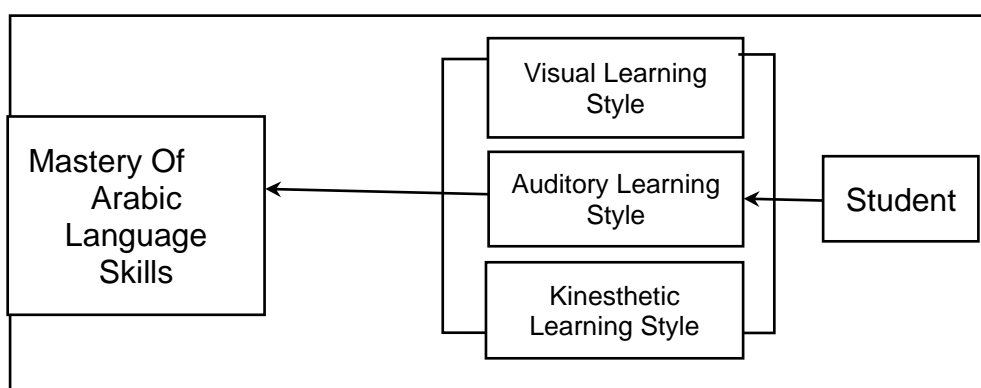 Visual Learning
Style
Mastery Of
Arabic
Language
Skills
Auditory Learning
Style
Student
Kinesthetic
Learning Style